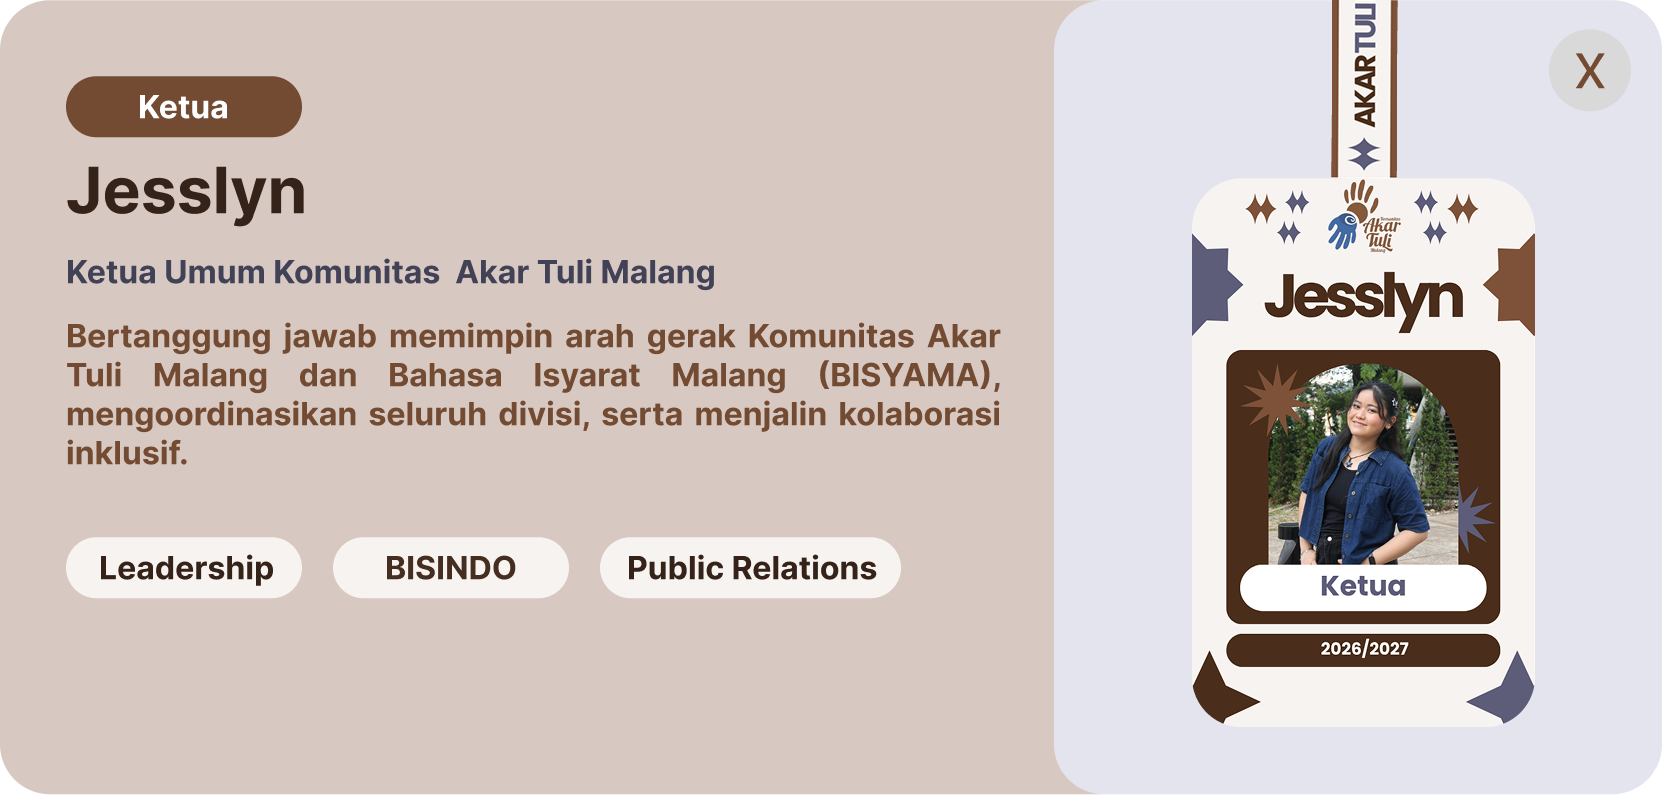 Ketua
Jesslyn
Ketua Umum Komunitas Akar Tuli Malang
Bertanggung jawab memimpin arah gerak Komunitas Akar
Tuli Malang dan Bahasa Isyarat Malang (BISYAMA),
mengoordinasikan seluruh divisi, serta menjalin kolaborasi
inklusif.
Leadership
BISINDO
Public Relations
X
AKAR TULI
Komunitas
Akar
Tuli
Malang
Jesslyn
Ketua
2026/2027